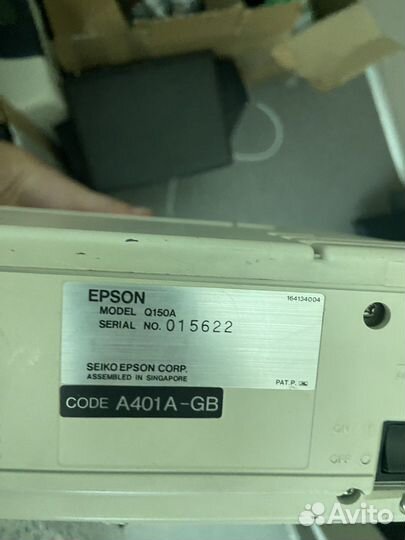 EPSON
164134004
MODEL Q150A
SERIAL NO. 015622
SEIKO EPSON CORP.
ASSEMBLED IN SINGAPORE
PAT.P.
CODE A401A-GB
ON
OFF
Avito